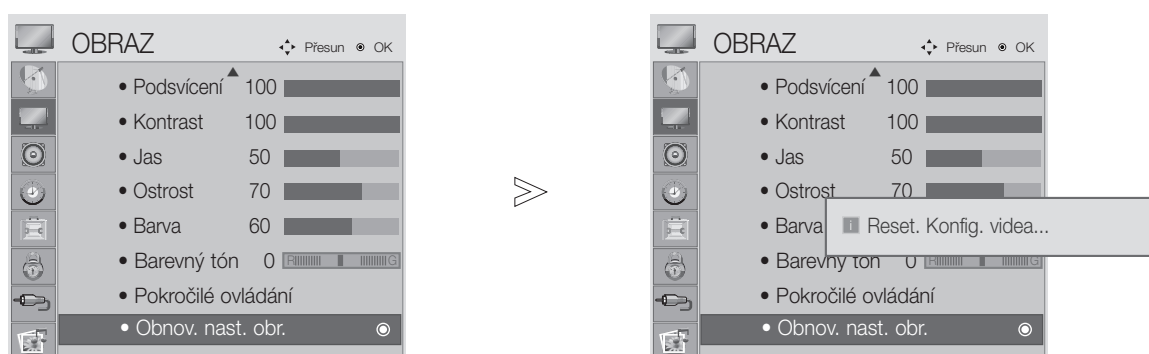 OBRAZ Přesun OK
• Podsvícení 100
• Kontrast 100
• Jas 50
• Ostrost 70
• Barva 60
• Barevný tón 0 R G
• Pokročilé ovládání
• Obnov. nast. obr.
>
OBRAZ Přesun OK
• Podsvícení 100
• Kontrast 100
• Jas 50
• Ostrost 70
• Barva
i Reset. Konfig. videa...
• Barevný tón 0 R G
• Pokročilé ovládání
• Obnov. nast. obr.